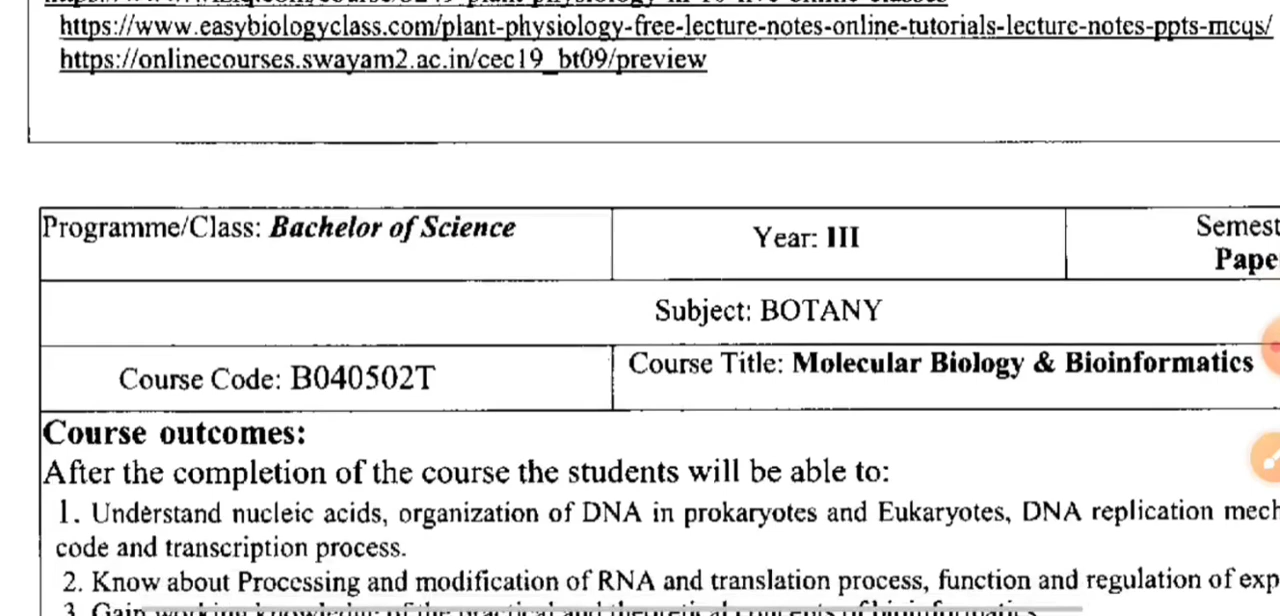 https://www.easybiologyclass.com/plant-physiology-free-lecture-notes-online-tutorials-lecture-notes-ppts-mcqs/
https://onlinecourses.swayam2.ac.in/cec19_bt09/preview
Programme/Class: Bachelor of Science
Year: III
Semest
Pape
Subject: BOTANY
Course Code: B040502T
Course Title: Molecular Biology & Bioinformatics
Course outcomes:
After the completion of the course the students will be able to:
1. Understand nucleic acids, organization of DNA in prokaryotes and Eukaryotes, DNA replication mech
code and transcription process.
2. Know about Processing and modification of RNA and translation process, function and regulation of exp
3. Gain